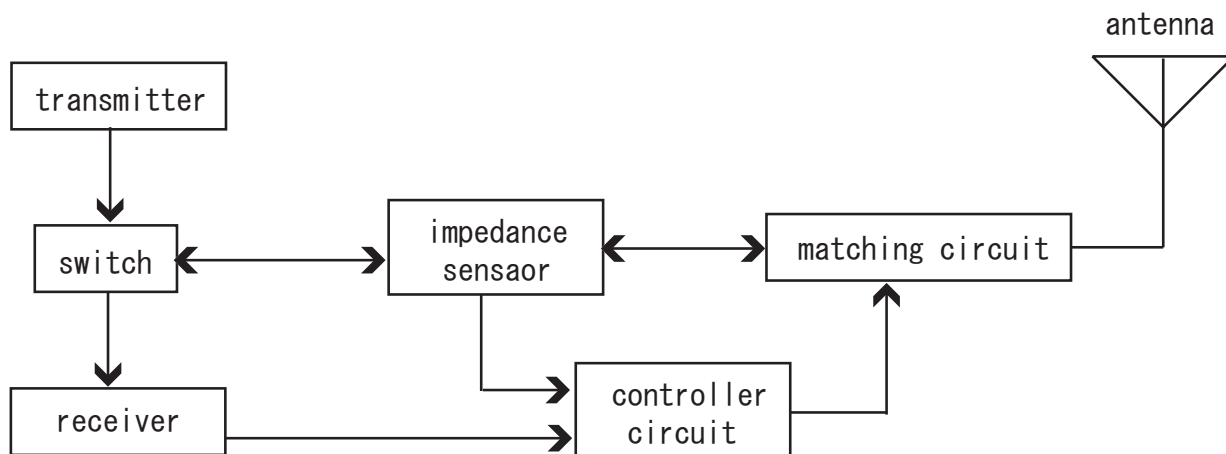 antenna
transmitter
switch
impedance
sensaor
matching circuit
receiver
controller
circuit